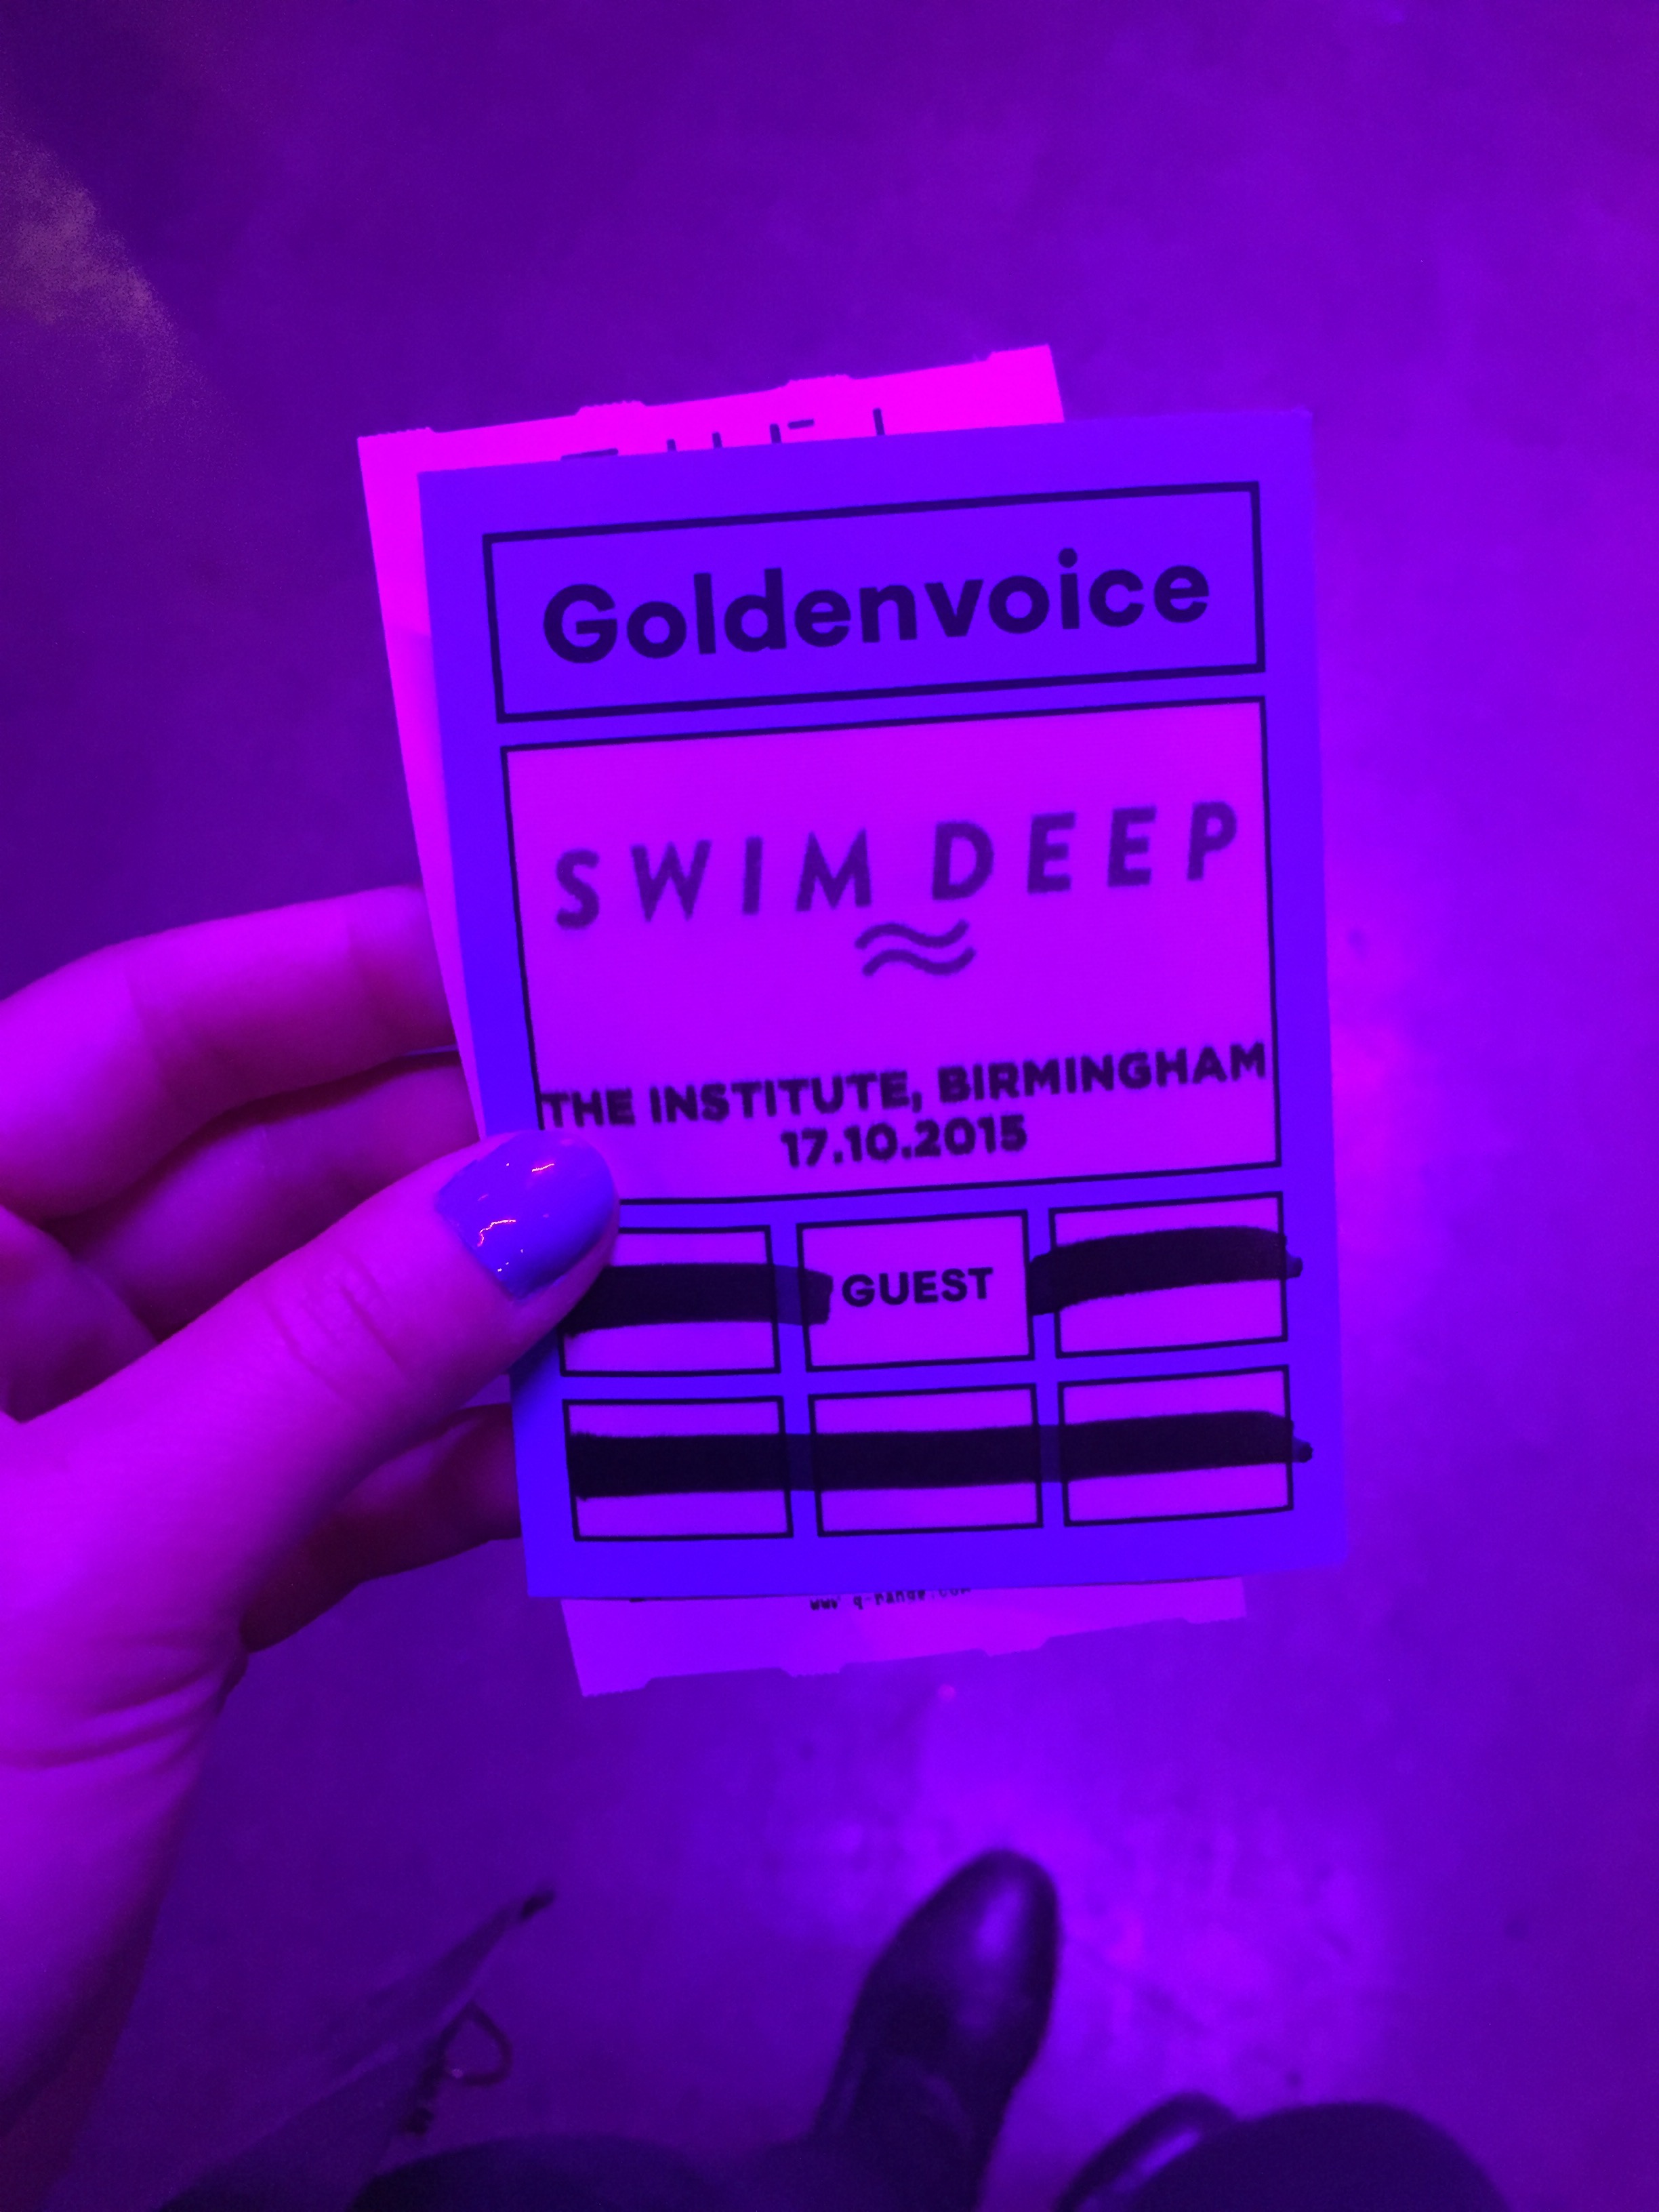 Goldenvoice
SWIM DEEP
THE INSTITUTE, BIRMINGHAM
17.10.2015
GUEST